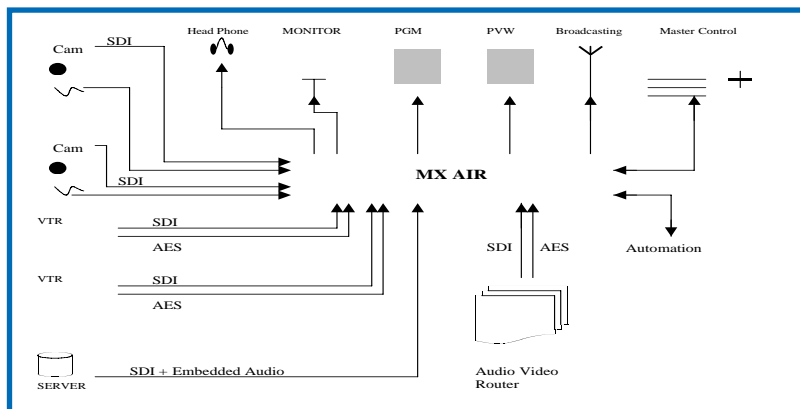 Head Phone
MONITOR
PGM
PVW
Broadcasting
Master Control
Cam
SDI
Cam
SDI
MX AIR
VTR
SDI
AES
SDI
AES
Automation
VTR
SDI
AES
SERVER
SDI + Embedded Audio
Audio Video
Router